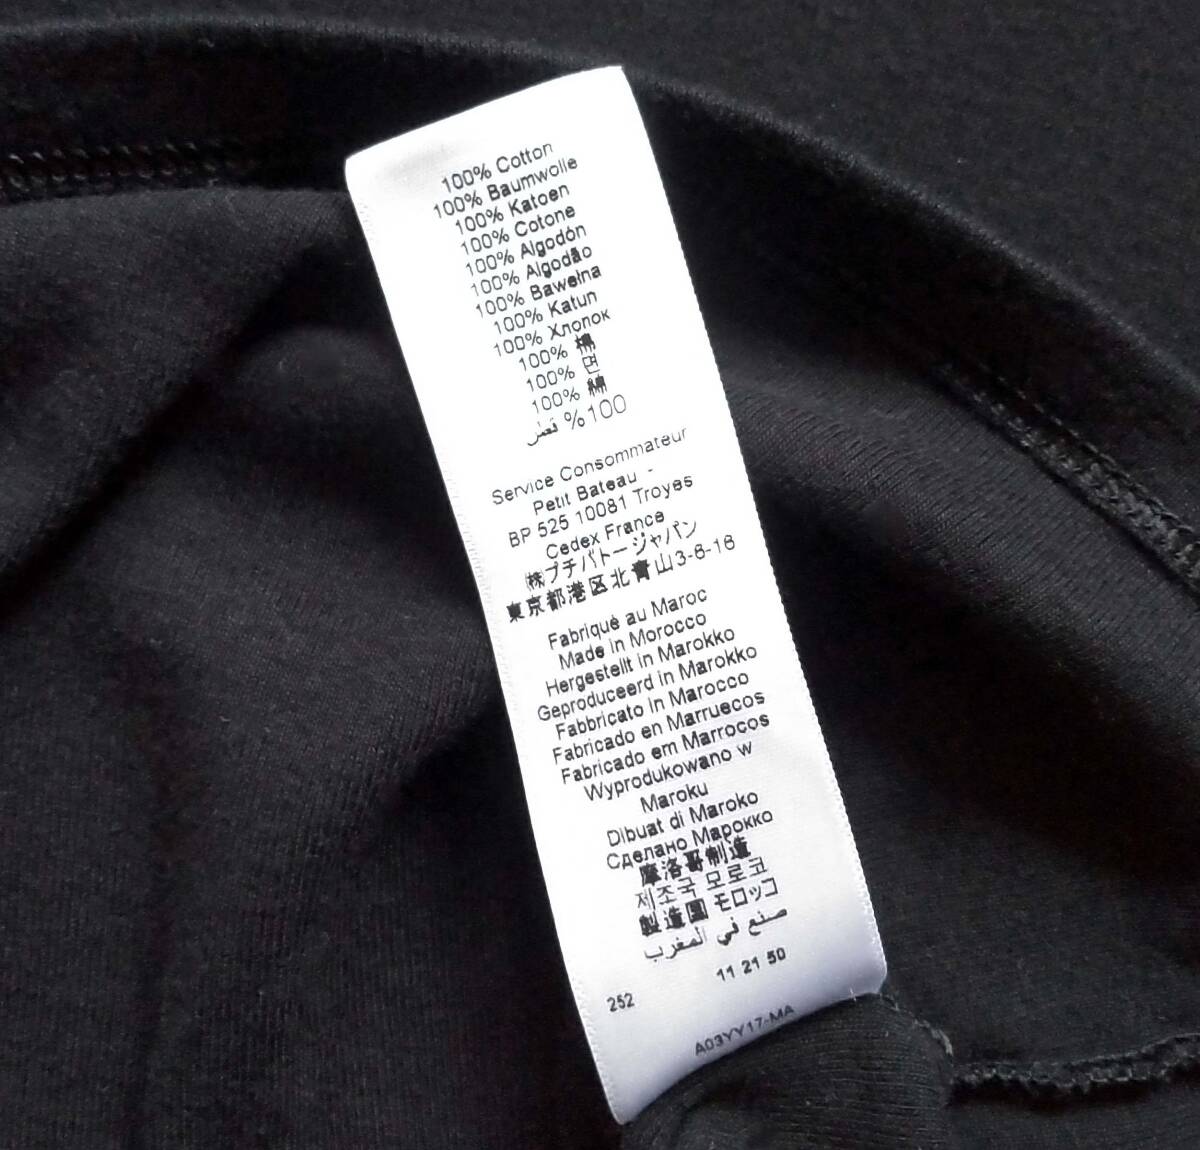 100% Cotton
100% Baumwolle
100% Katoen
100% Cotone
100% Algodón
100% Algodão
100% Bawełna
100% Katun
100% Хлопок
100% 棉
100% 면
100% 綿
%100 قطن
Service Consommateur
Petit Bateau -
BP 525 10081 Troyes
Cedex France
㈱プチバトージャパン
東京都港区北青山3-6-16
Fabriqué au Maroc
Made in Morocco
Hergestellt in Marokko
Geproduceerd in Marokko
Fabbricato in Marocco
Fabricado en Marruecos
Fabricado em Marrocos
Wyprodukowano w
Maroku
Dibuat di Maroko
Сделано Марокко
摩洛哥制造
제조국 모로코
製造國 モロッコ
صنع في المغرب
11 21 50
252
A03YY17-MA